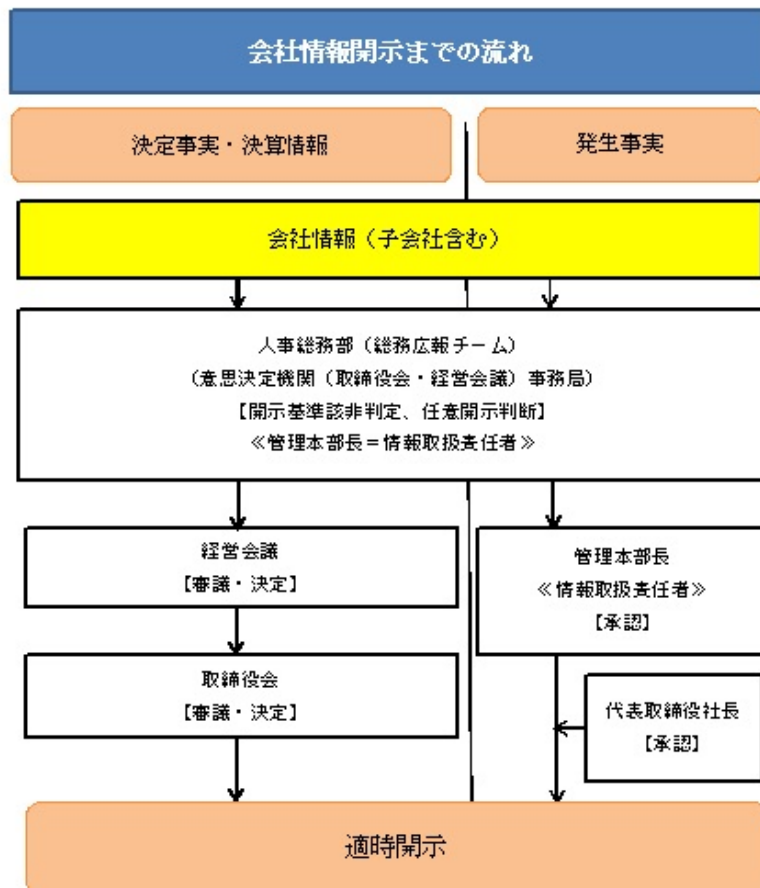 会社情報開示までの流れ
決定事実・決算情報
発生事実
会社情報（子会社含む）
人事総務部（総務広報チーム）
（意思決定機関（取締役会・経営会議）事務局）
【開示基準該非判定、任意開示判断】
≪管理本部長＝情報取扱責任者≫
経営会議
【審議・決定】
取締役会
【審議・決定】
管理本部長
≪情報取扱責任者≫
【承認】
代表取締役社長
【承認】
適時開示